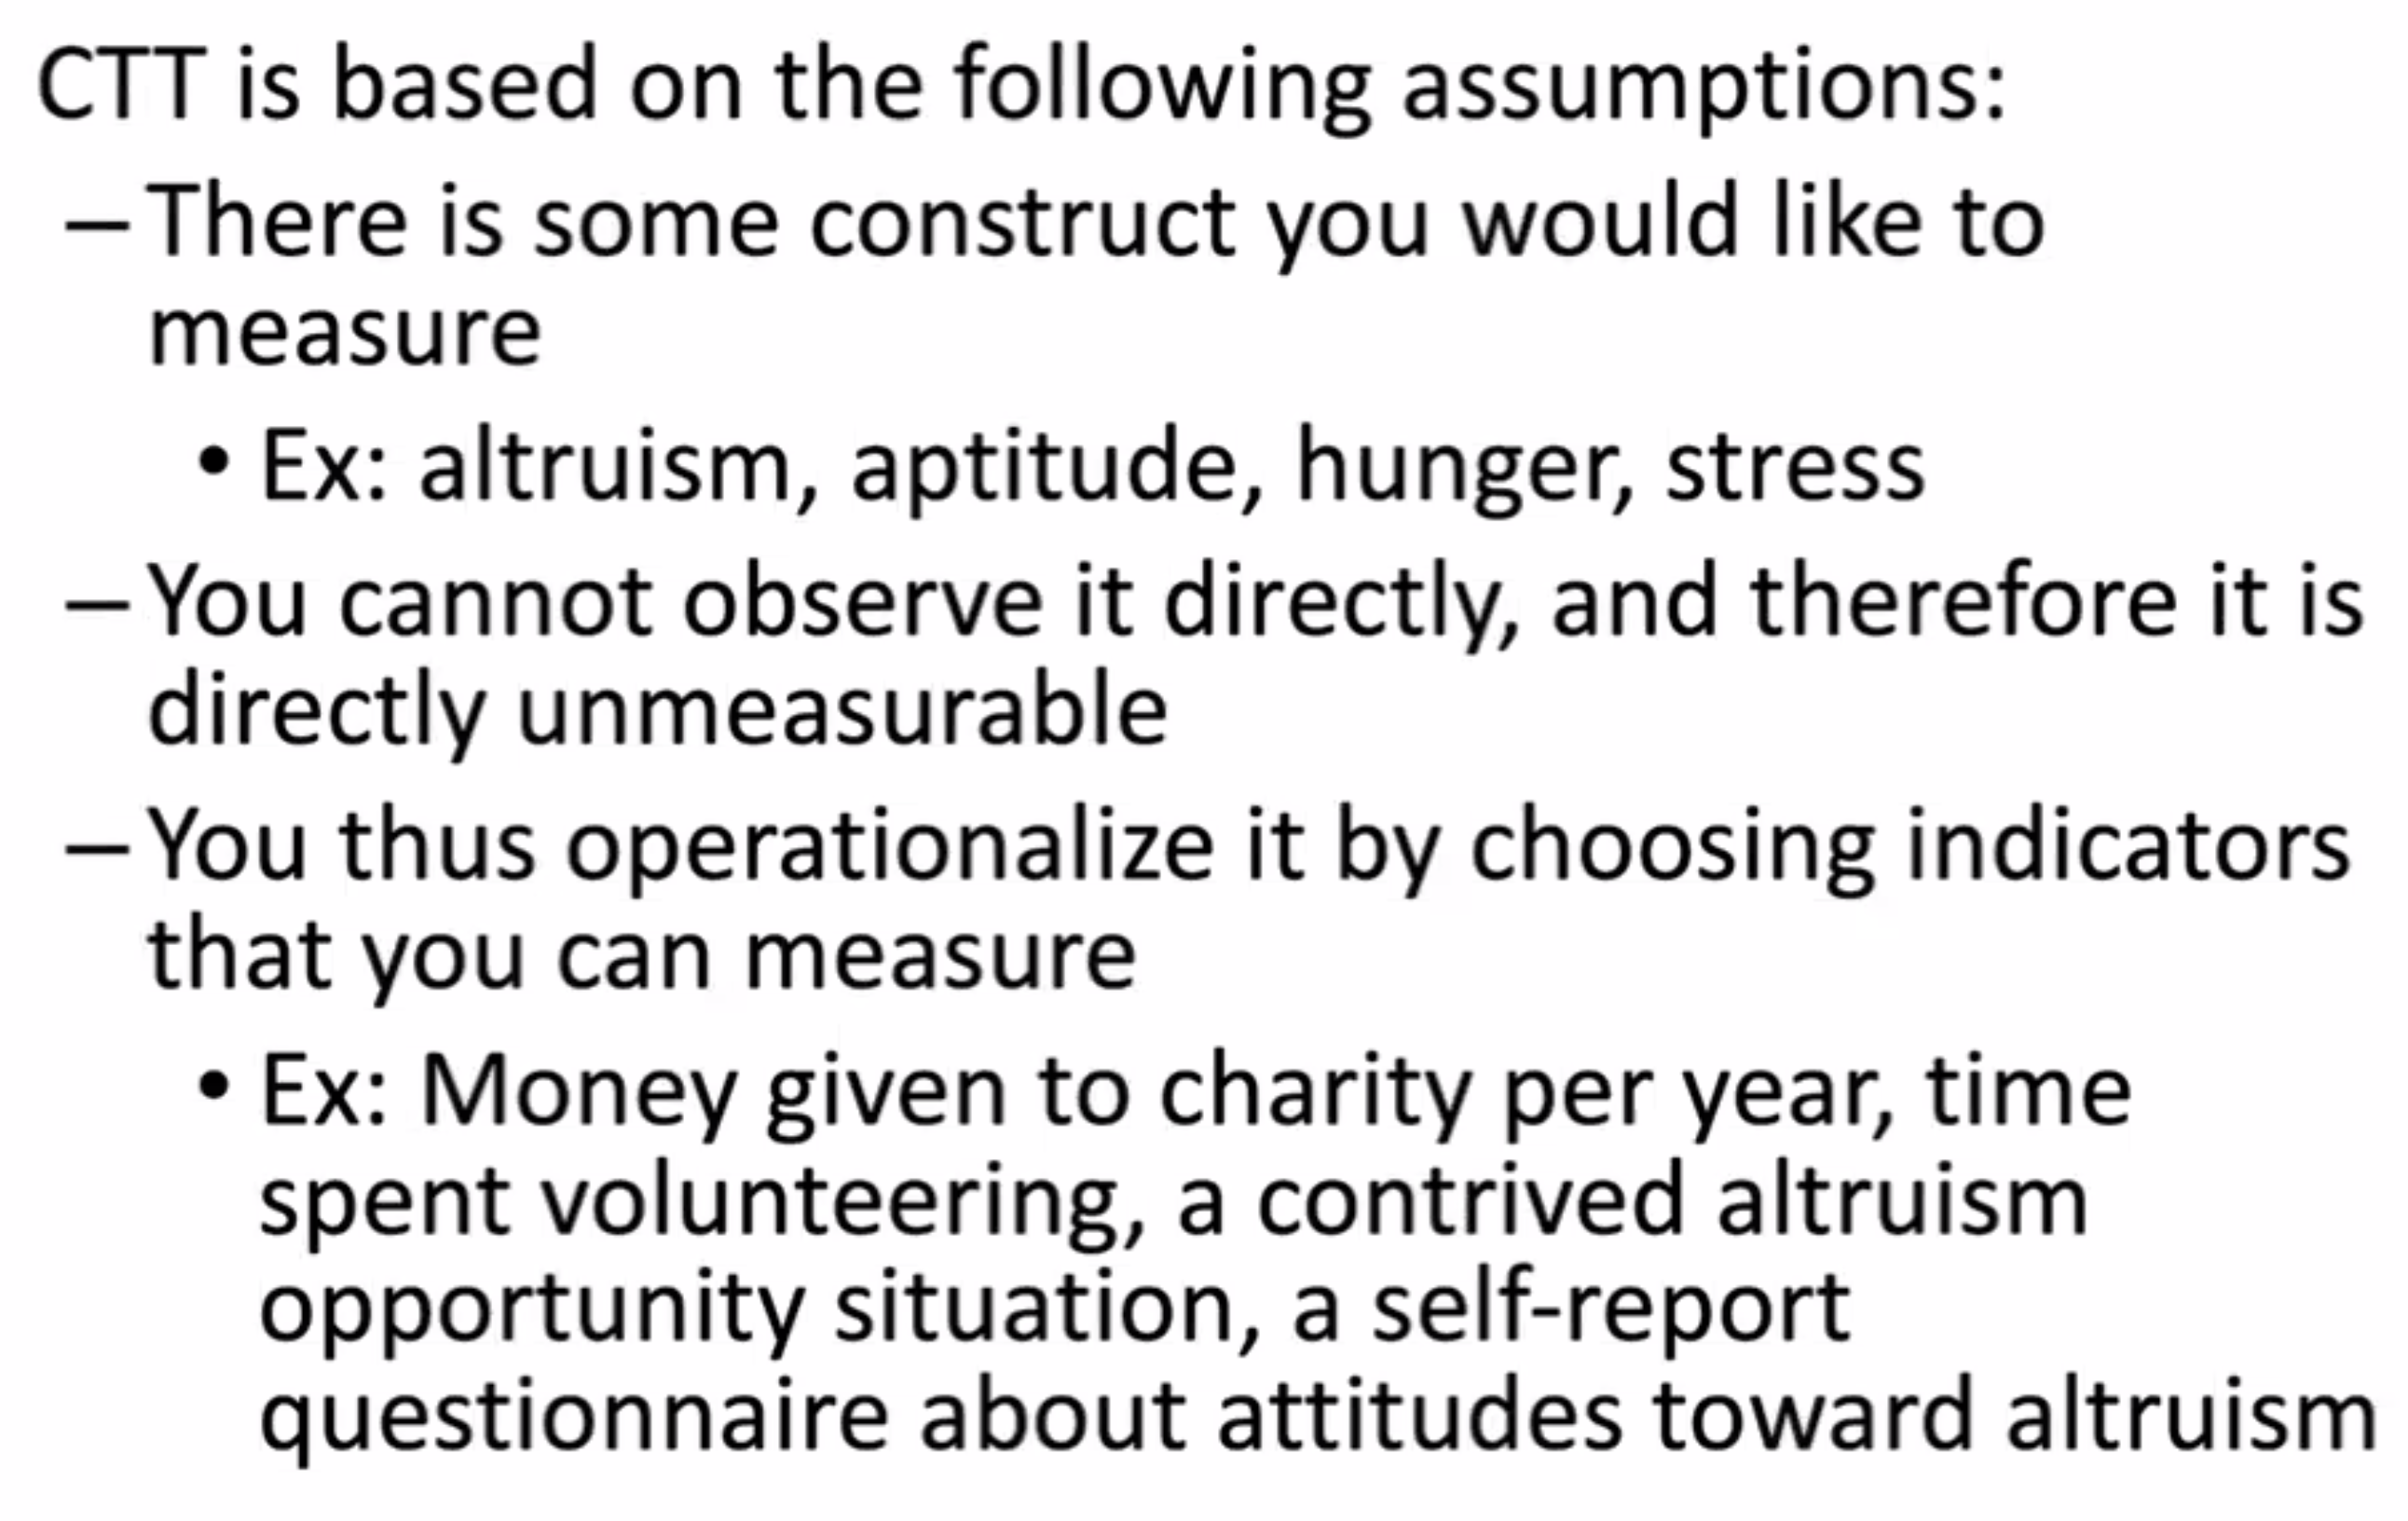 CTT is based on the following assumptions:
– There is some construct you would like to
measure
• Ex: altruism, aptitude, hunger, stress
– You cannot observe it directly, and therefore it is
directly unmeasurable
– You thus operationalize it by choosing indicators
that you can measure
• Ex: Money given to charity per year, time
spent volunteering, a contrived altruism
opportunity situation, a self-report
questionnaire about attitudes toward altruism